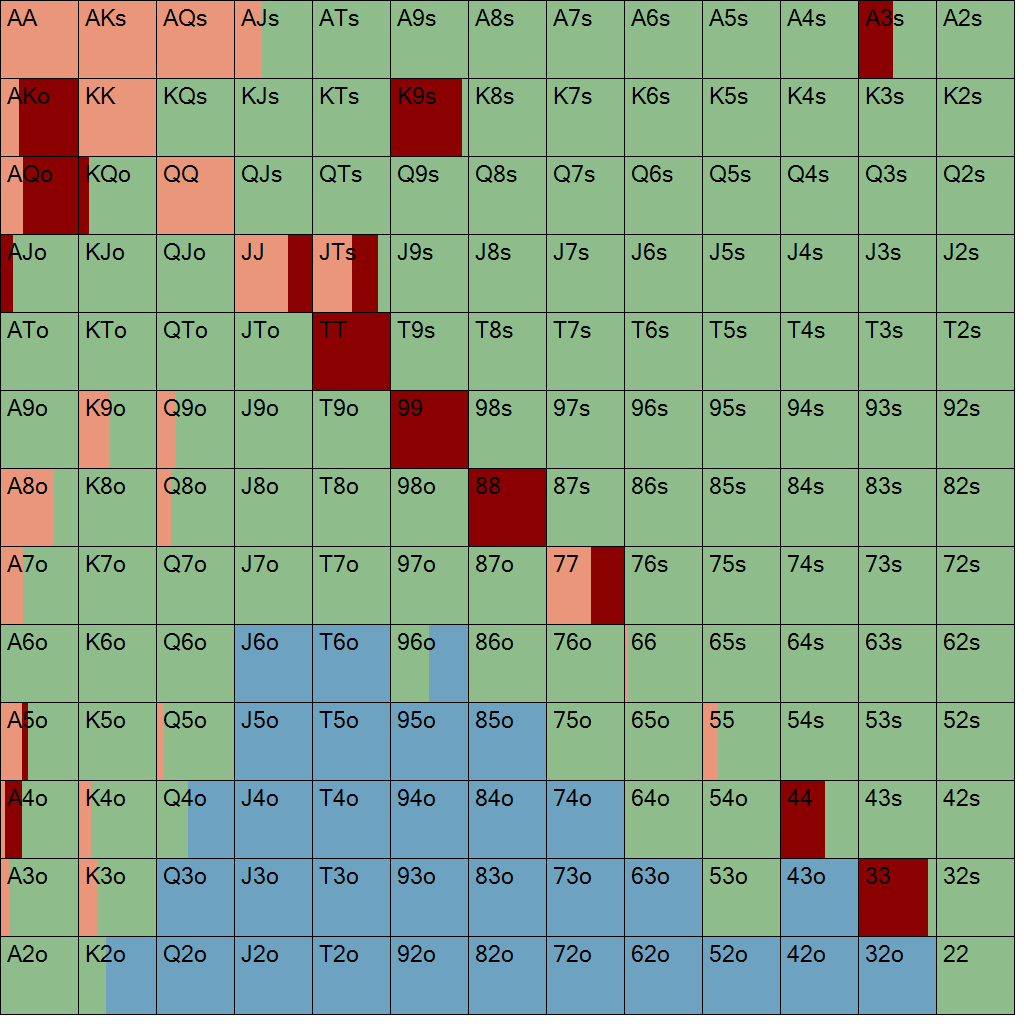 AA AKs AQs AJs ATs A9s A8s A7s A6s A5s A4s A3s A2s
AKo KK KQs KJs KTs K9s K8s K7s K6s K5s K4s K3s K2s
AQo KQo QQ QJs QTs Q9s Q8s Q7s Q6s Q5s Q4s Q3s Q2s
AJo KJo QJo JJ JTs J9s J8s J7s J6s J5s J4s J3s J2s
ATo KTo QTo JTo TT T9s T8s T7s T6s T5s T4s T3s T2s
A9o K9o Q9o J9o T9o 99 98s 97s 96s 95s 94s 93s 92s
A8o K8o Q8o J8o T8o 98o 88 87s 86s 85s 84s 83s 82s
A7o K7o Q7o J7o T7o 97o 87o 77 76s 75s 74s 73s 72s
A6o K6o Q6o J6o T6o 96o 86o 76o 66 65s 64s 63s 62s
A5o K5o Q5o J5o T5o 95o 85o 75o 65o 55 54s 53s 52s
A4o K4o Q4o J4o T4o 94o 84o 74o 64o 54o 44 43s 42s
A3o K3o Q3o J3o T3o 93o 83o 73o 63o 53o 43o 33 32s
A2o K2o Q2o J2o T2o 92o 82o 72o 62o 52o 42o 32o 22